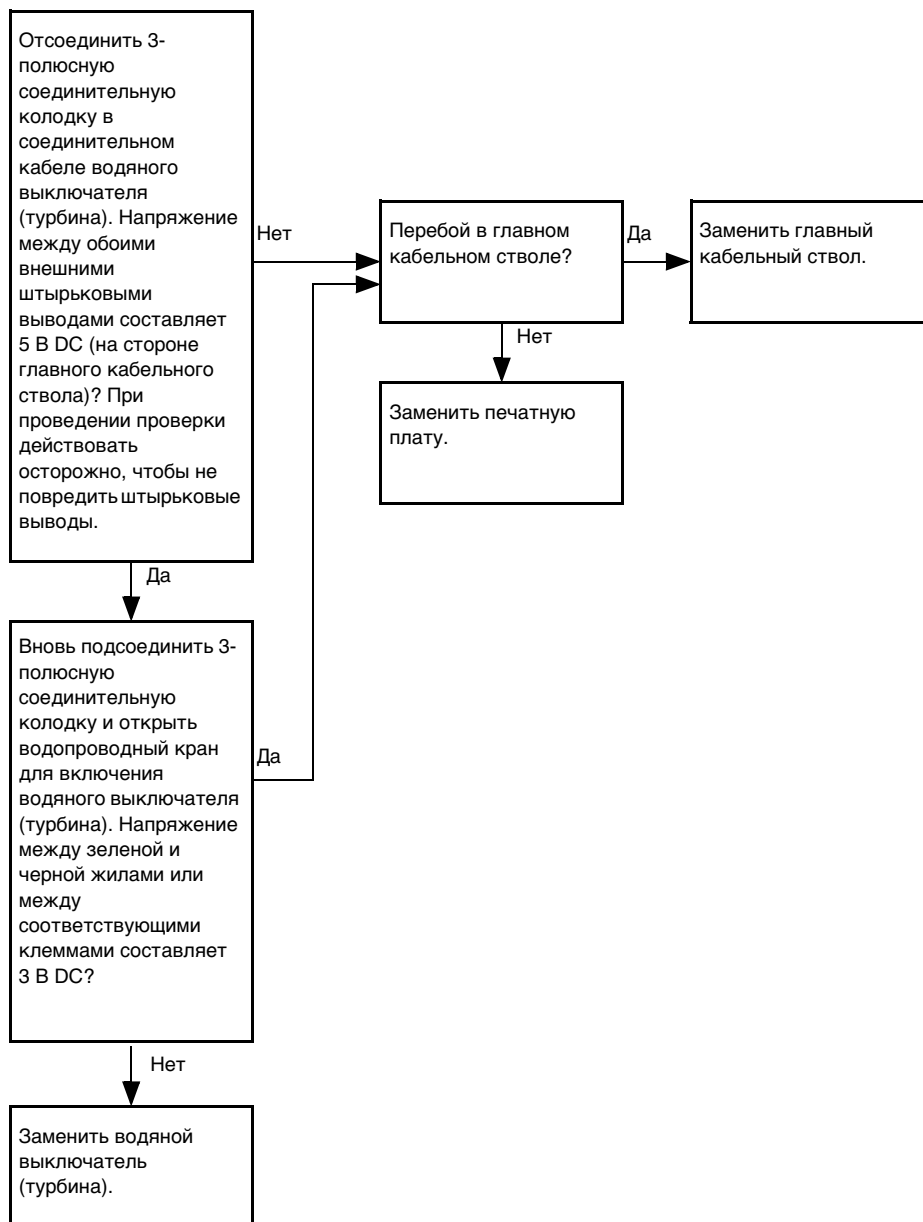 Отсоединить 3-
полюсную
соединительную
колодку в
соединительном
кабеле водяного
выключателя
(турбина). Напряжение
между обоими
внешними
штырьковыми
выводами составляет
5 В DC (на стороне
главного кабельного
ствола)? При
проведении проверки
действовать
осторожно, чтобы не
повредить штырьковые
выводы.
Нет
Перебой в главном
кабельном стволе?
Да
Заменить главный
кабельный ствол.
Нет
Заменить печатную
плату.
Да
Вновь подсоединить 3-
полюсную
соединительную
колодку и открыть
водопроводный кран
для включения
водяного выключателя
(турбина). Напряжение
между зеленой и
черной жилами или
между
соответствующими
клеммами составляет
3 В DC?
Да
Нет
Заменить водяной
выключатель
(турбина).